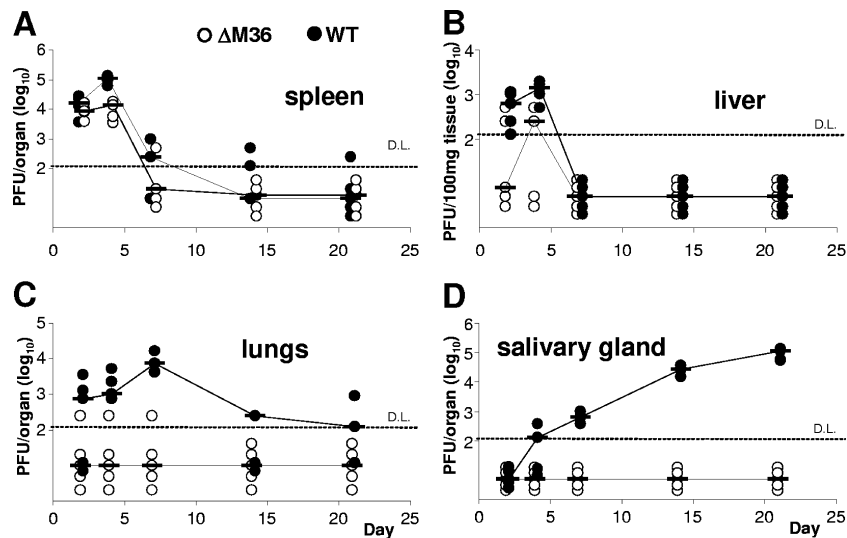 A
○ ΔM36 ● WT
PFU/organ (log10)
6
5
4
3
2
spleen
D.L.
0 5 10 15 20 25
B
PFU/100mg tissue (log10)
4
3
2
liver
D.L.
0 5 10 15 20 25
C
PFU/organ (log10)
5
4
3
2
lungs
D.L.
0 5 10 15 20 25
Day
D
PFU/organ (log10)
6
5
4
3
2
salivary gland
D.L.
0 5 10 15 20 25
Day